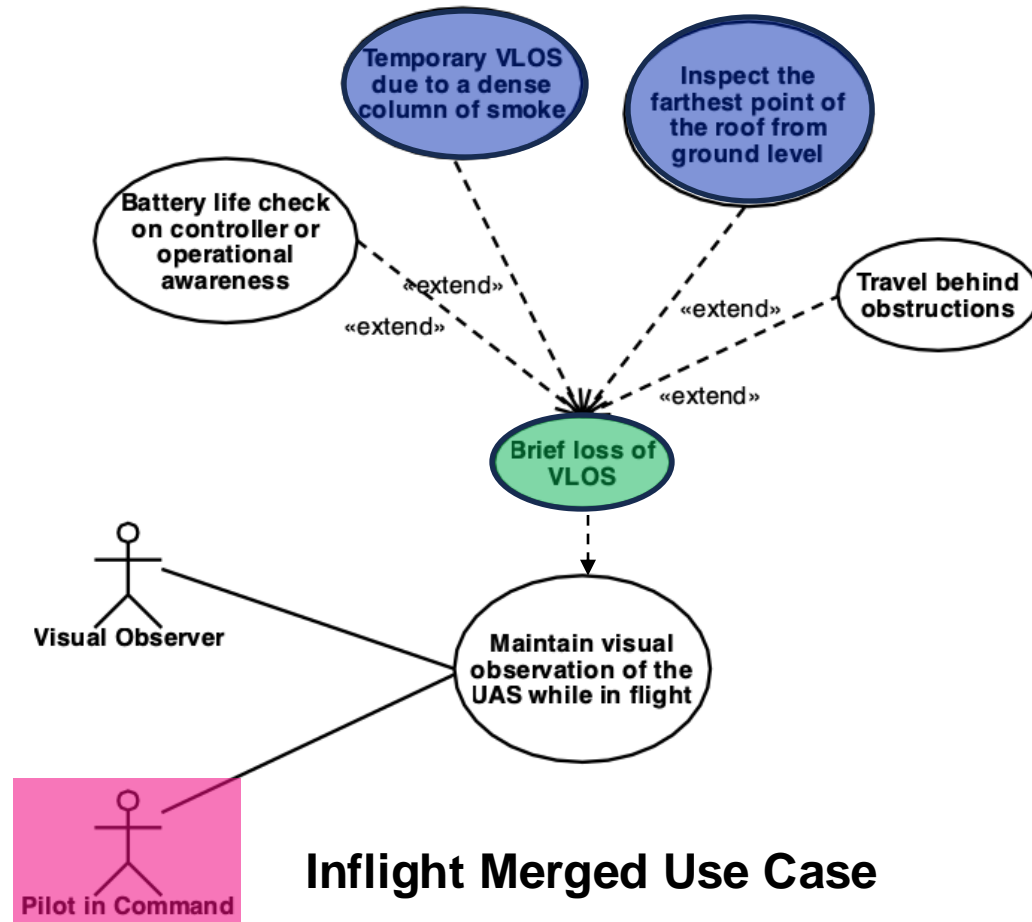 Temporary VLOS
due to a dense
column of smoke
Inspect the
farthest point of
the roof from
ground level
Battery life check
on controller or
operational
awareness
Travel behind
obstructions
«extend»
«extend»
«extend»
«extend»
Brief loss of
VLOS
Visual Observer
Maintain visual
observation of the
UAS while in flight
Pilot in Command
Inflight Merged Use Case